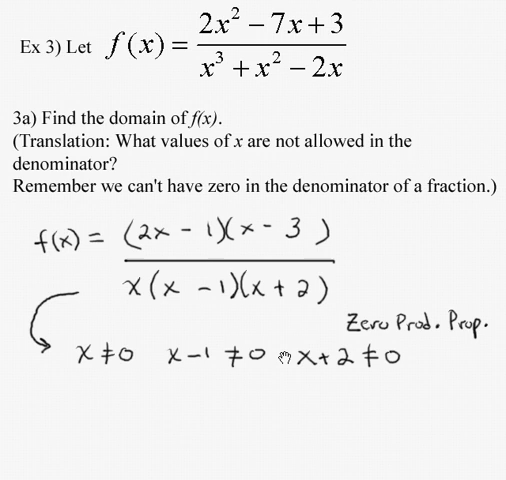 Ex 3) Let f(x) = (2x² − 7x + 3)/(x³ + x² − 2x)
3a) Find the domain of f(x).
(Translation: What values of x are not allowed in the
denominator?
Remember we can't have zero in the denominator of a fraction.)
f(x) = (2x - 1)(x - 3)
x(x - 1)(x + 2)
Zero Prod. Prop.
x ≠ 0 x - 1 ≠ 0 x + 2 ≠ 0